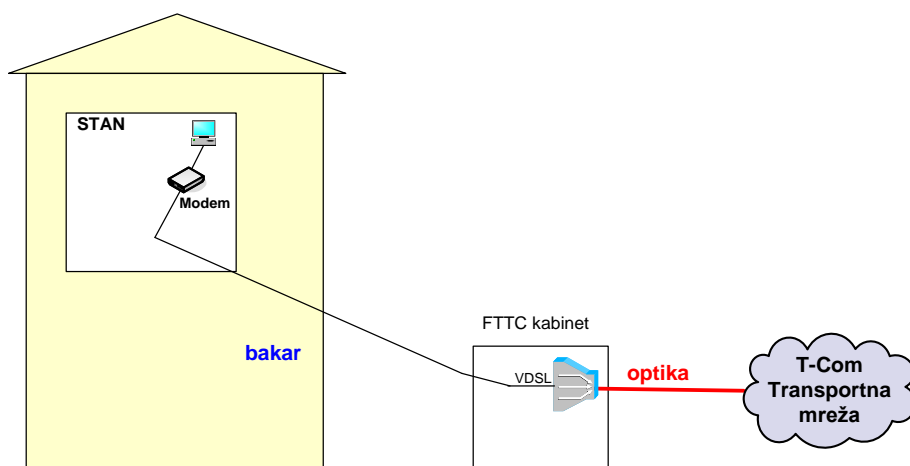 STAN
Modem
bakar
FTTC kabinet
VDSL
optika
T-Com
Transportna
mreža